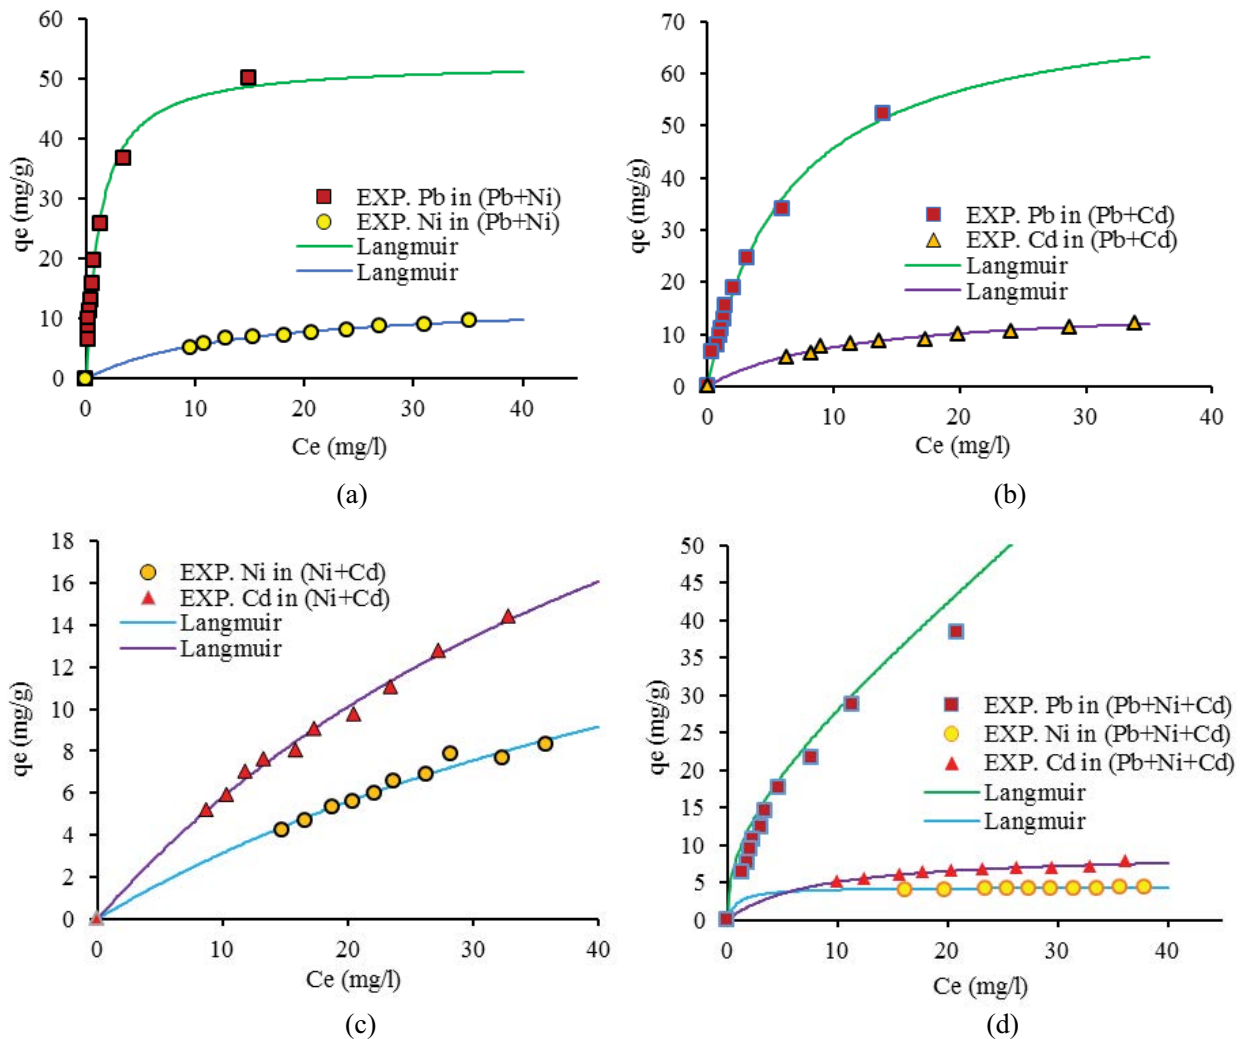 60
50
40
30
20
10
0
qe (mg/g)
EXP. Pb in (Pb+Ni)
EXP. Ni in (Pb+Ni)
Langmuir
Langmuir
0 10 20 30 40
Ce (mg/l)
(a)
70
60
50
40
30
20
10
0
qe (mg/g)
EXP. Pb in (Pb+Cd)
EXP. Cd in (Pb+Cd)
Langmuir
Langmuir
0 10 20 30 40
Ce (mg/l)
(b)
18
16
14
12
10
8
6
4
2
0
qe (mg/g)
EXP. Ni in (Ni+Cd)
EXP. Cd in (Ni+Cd)
Langmuir
Langmuir
0 10 20 30 40
Ce (mg/l)
(c)
50
45
40
35
30
25
20
15
10
5
0
qe (mg/g)
EXP. Pb in (Pb+Ni+Cd)
EXP. Ni in (Pb+Ni+Cd)
EXP. Cd in (Pb+Ni+Cd)
Langmuir
Langmuir
0 10 20 30 40
Ce (mg/l)
(d)